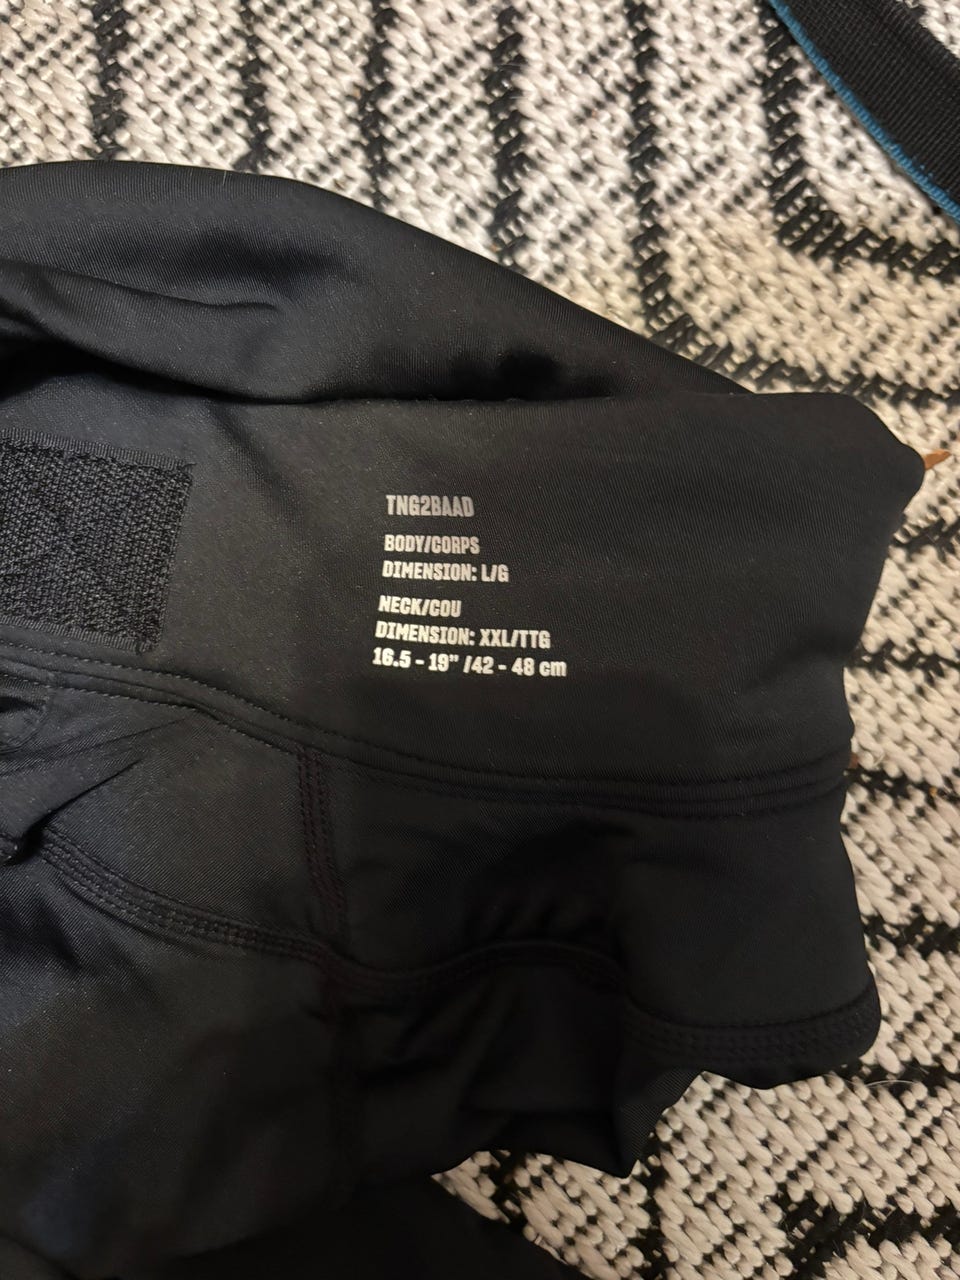 TNG2BAAD
BODY/CORPS
DIMENSION: L/G
NECK/COU
DIMENSION: XXL/TTG
16.5 - 19" /42 - 48 cm